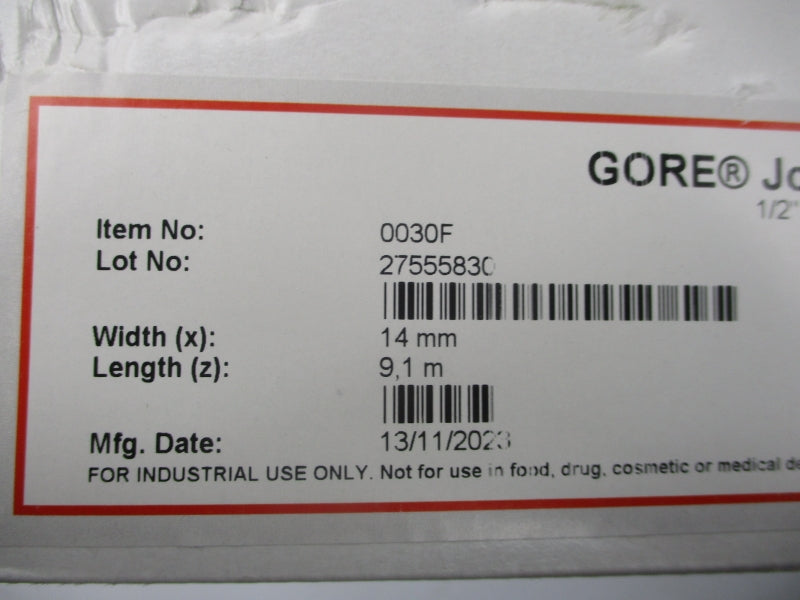 GORE® Jo
1/2"
Item No: 0030F
Lot No: 27555830
Width (x): 14 mm
Length (z): 9,1 m
Mfg. Date: 13/11/2023
FOR INDUSTRIAL USE ONLY. Not for use in food, drug, cosmetic or medical de